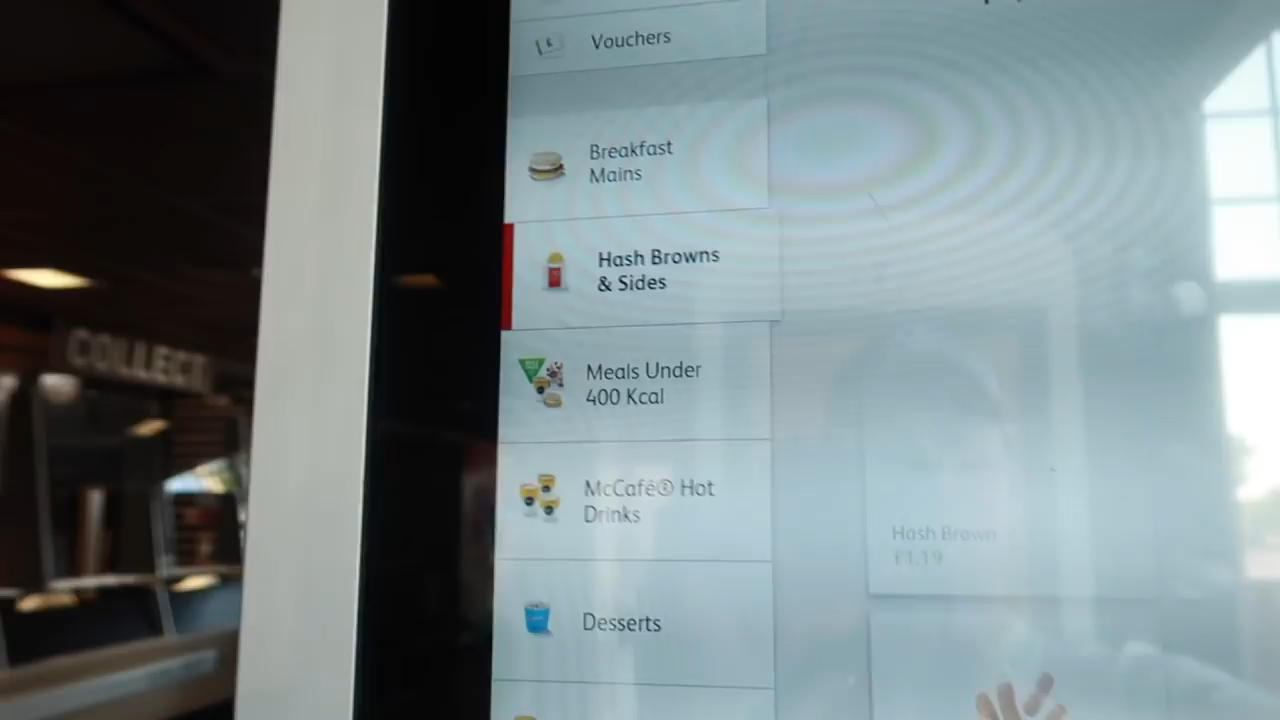 Vouchers
Breakfast
Mains
Hash Browns
& Sides
Meals Under
400 Kcal
McCafé® Hot
Drinks
Desserts
Hash Brown
£1.19
COLLECT